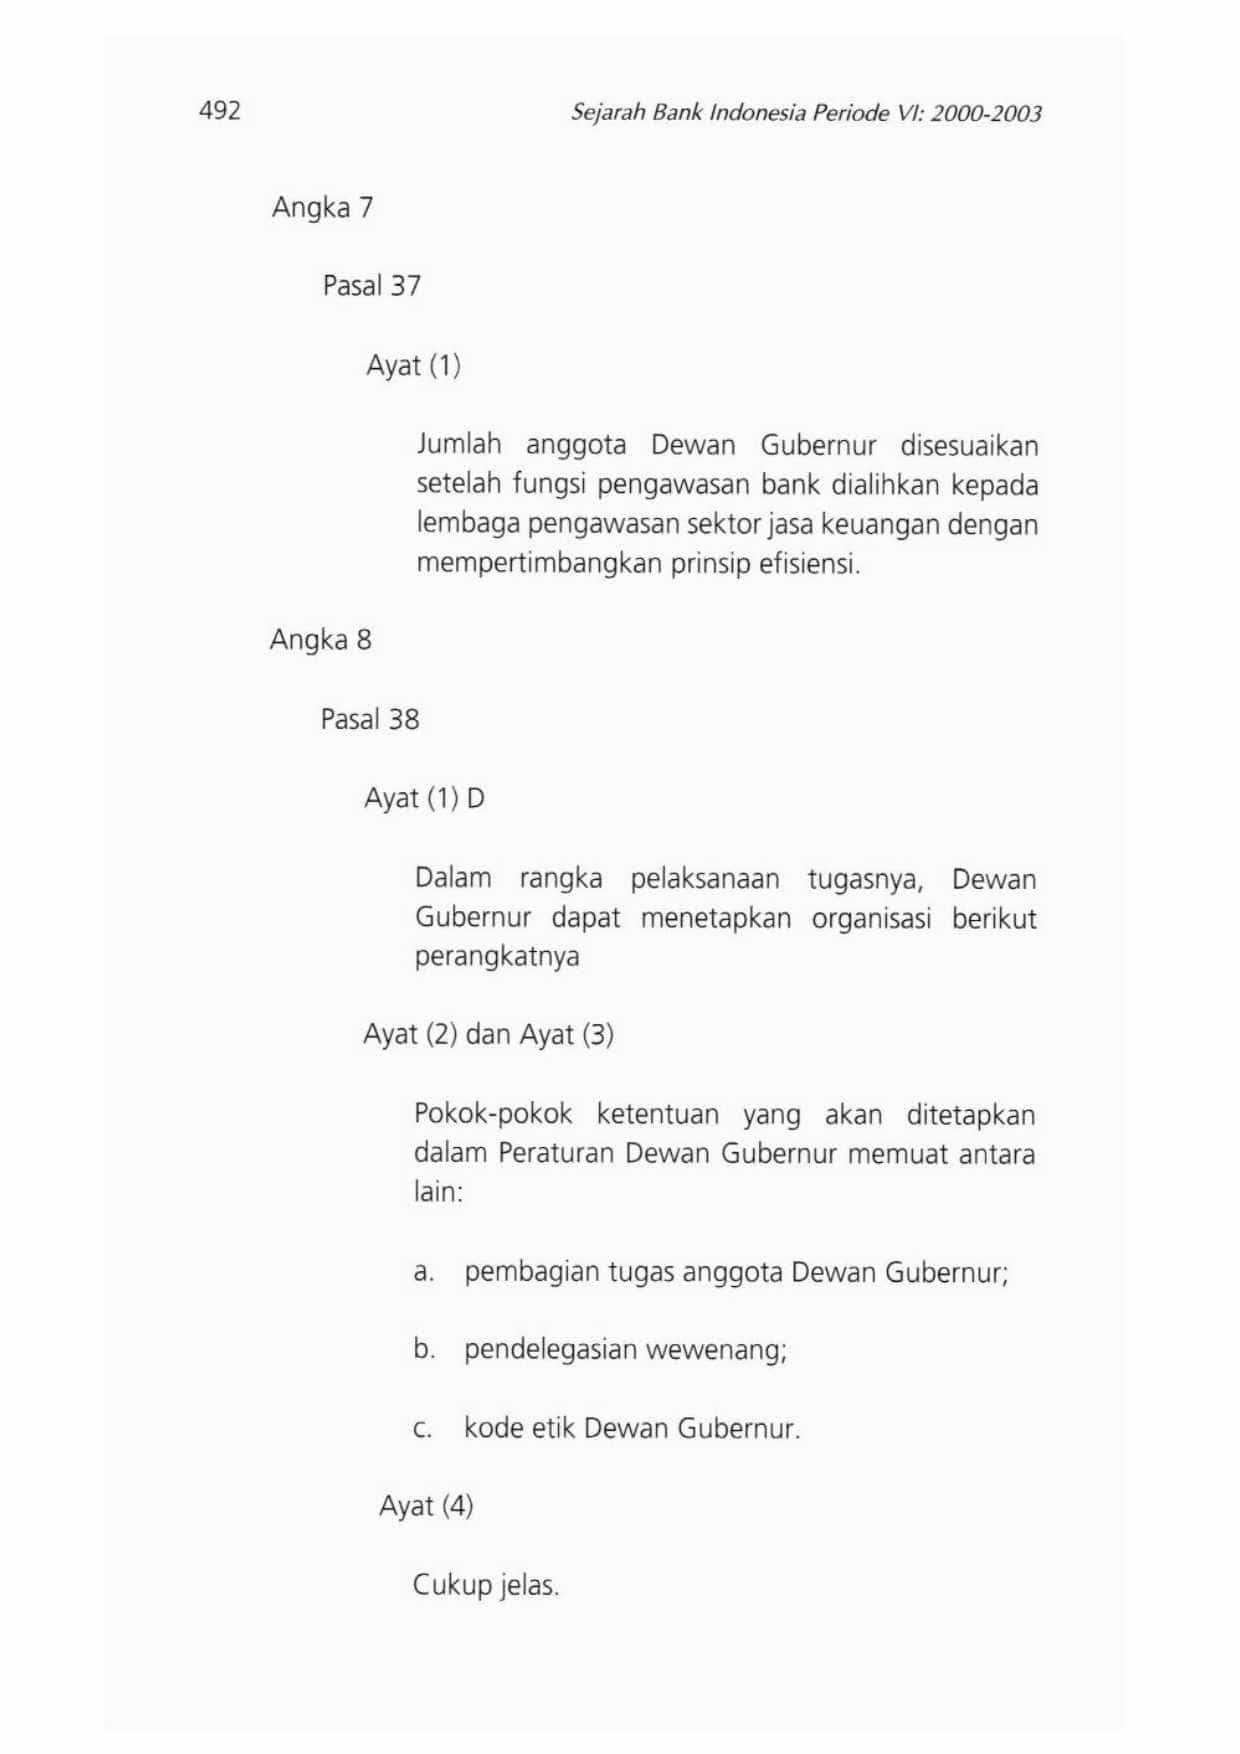 492
Sejarah Bank Indonesia Periode VI: 2000-2003
Angka 7
Pasal 37
Ayat (1)
Jumlah anggota Dewan Gubernur disesuaikan
setelah fungsi pengawasan bank dialihkan kepada
lembaga pengawasan sektor jasa keuangan dengan
mempertimbangkan prinsip efisiensi.
Angka 8
Pasal 38
Ayat (1) D
Dalam rangka pelaksanaan tugasnya, Dewan
Gubernur dapat menetapkan organisasi berikut
perangkatnya
Ayat (2) dan Ayat (3)
Pokok-pokok ketentuan yang akan ditetapkan
dalam Peraturan Dewan Gubernur memuat antara
lain:
a. pembagian tugas anggota Dewan Gubernur;
b. pendelegasian wewenang;
c. kode etik Dewan Gubernur.
Ayat (4)
Cukup jelas.